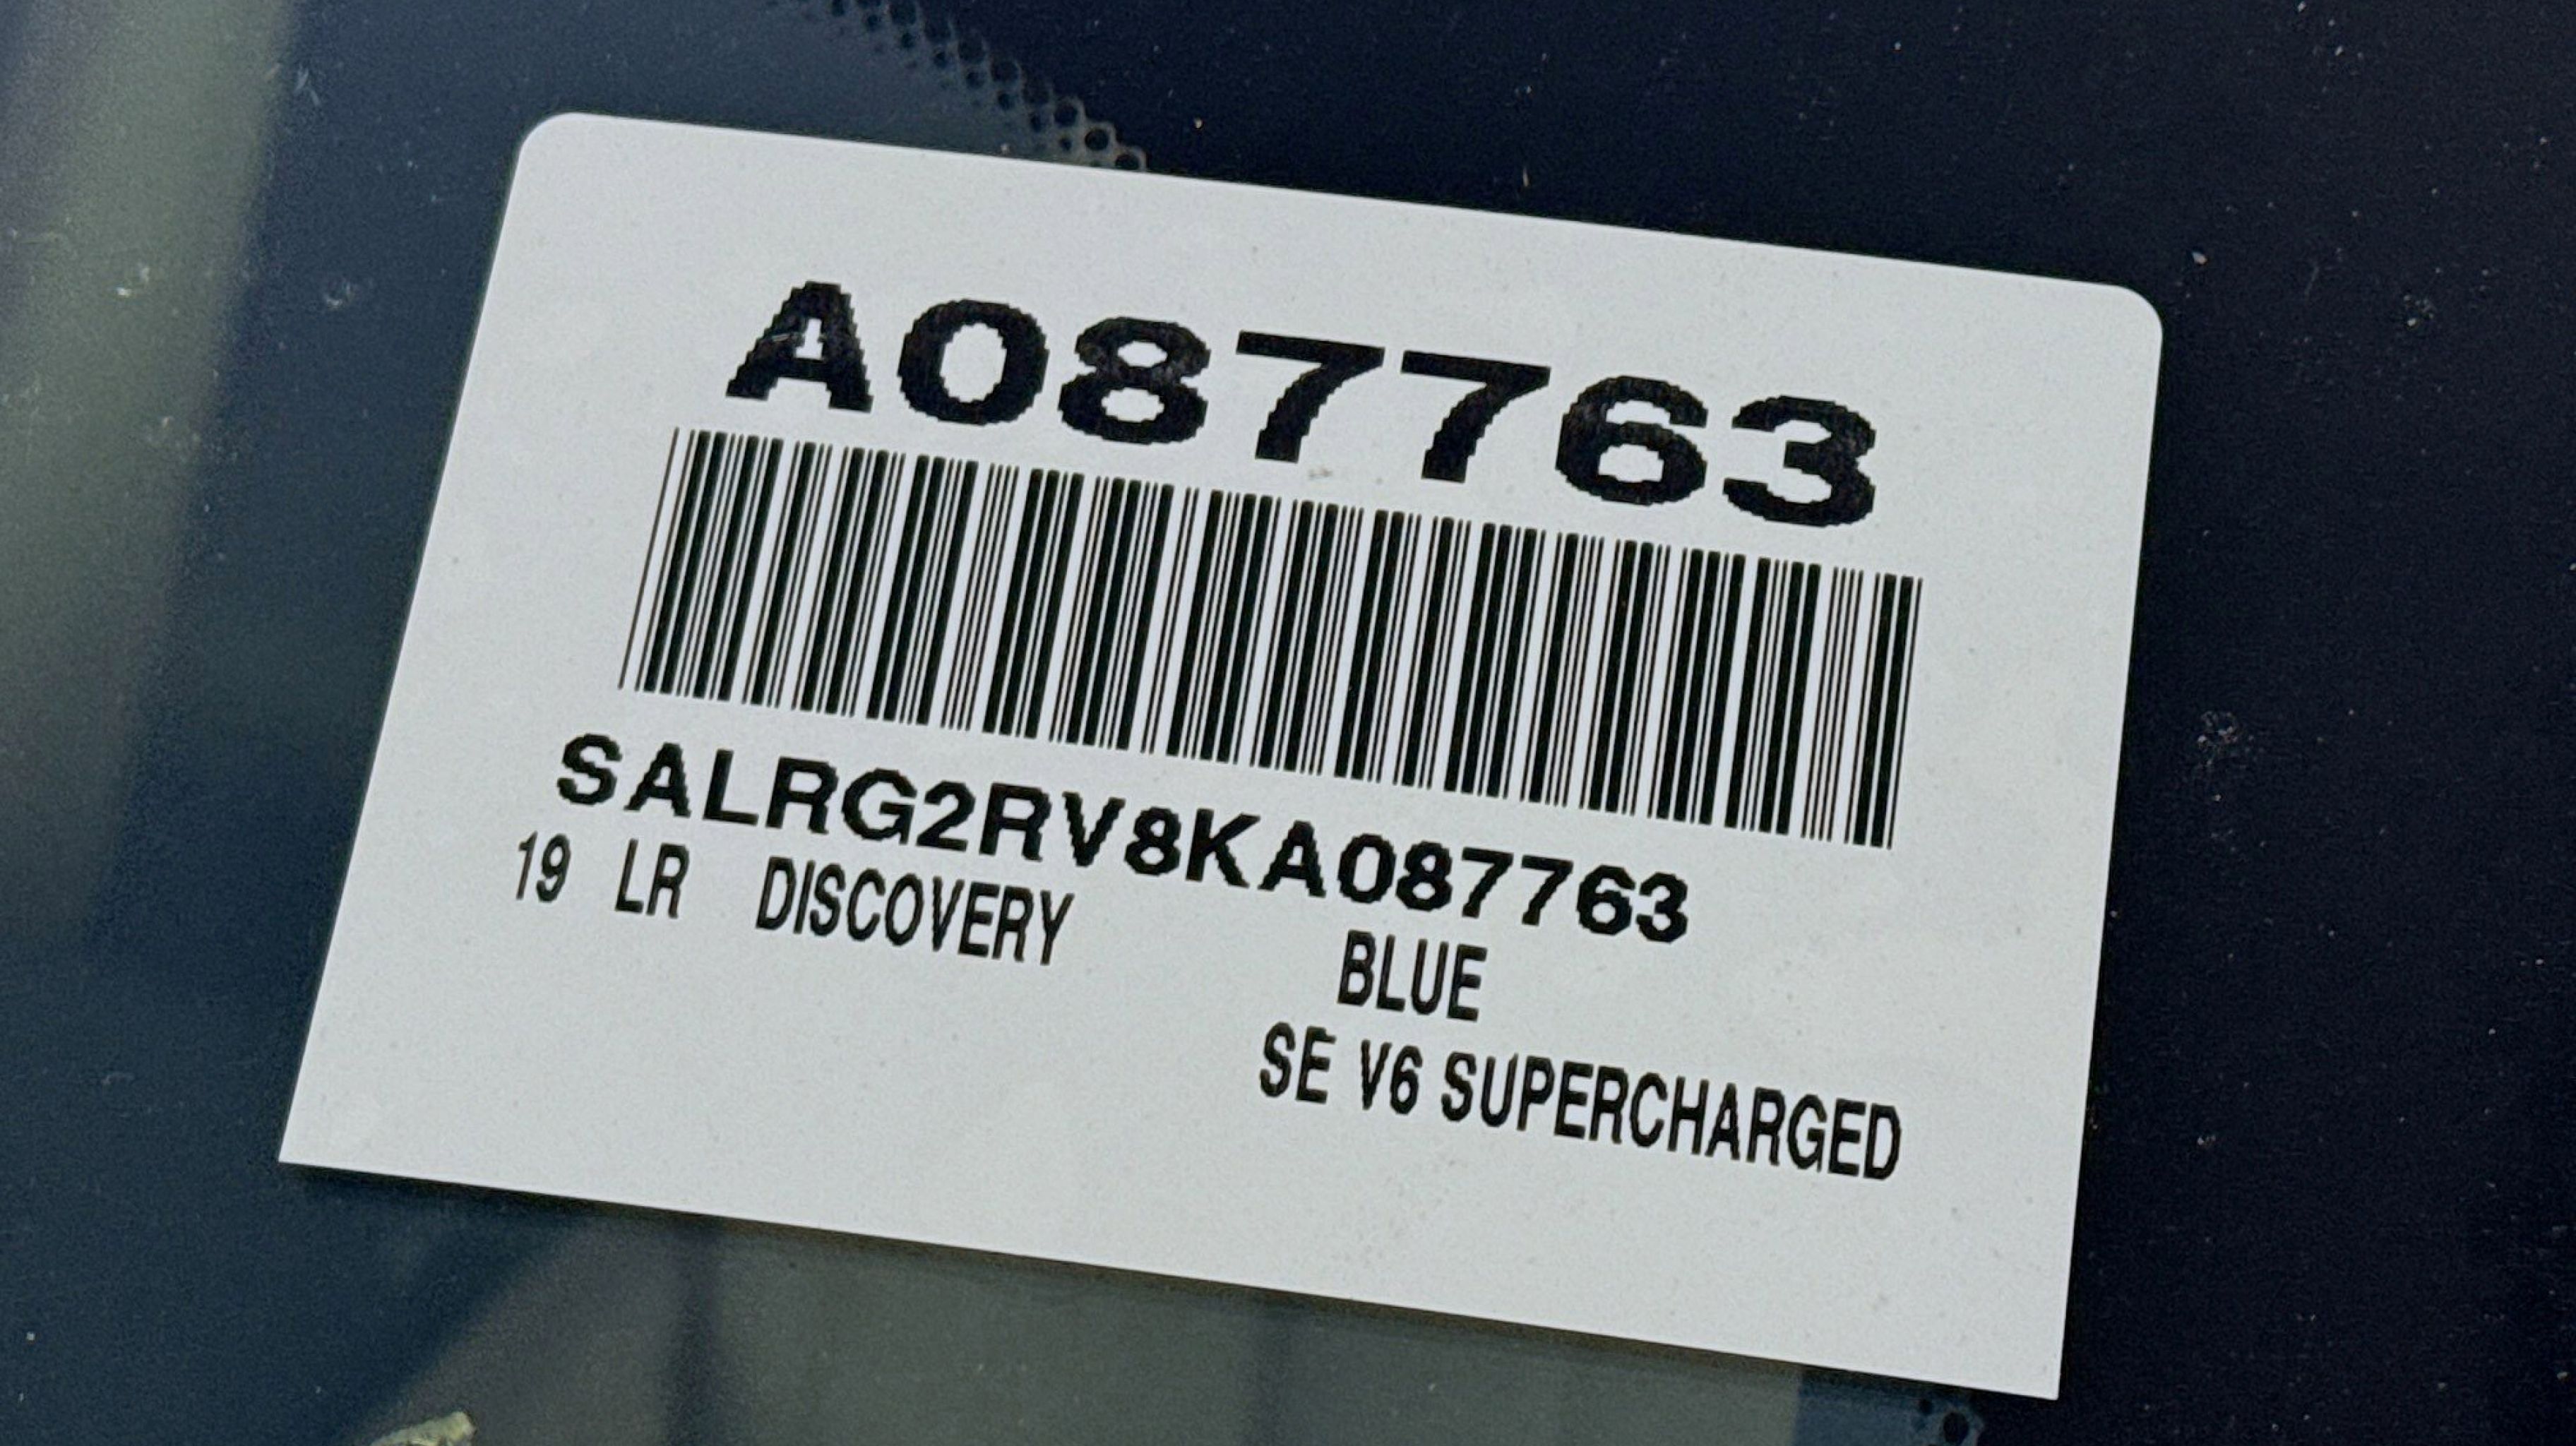 A087763
SALRG2RV8KA087763
19 LR DISCOVERY BLUE
SE V6 SUPERCHARGED